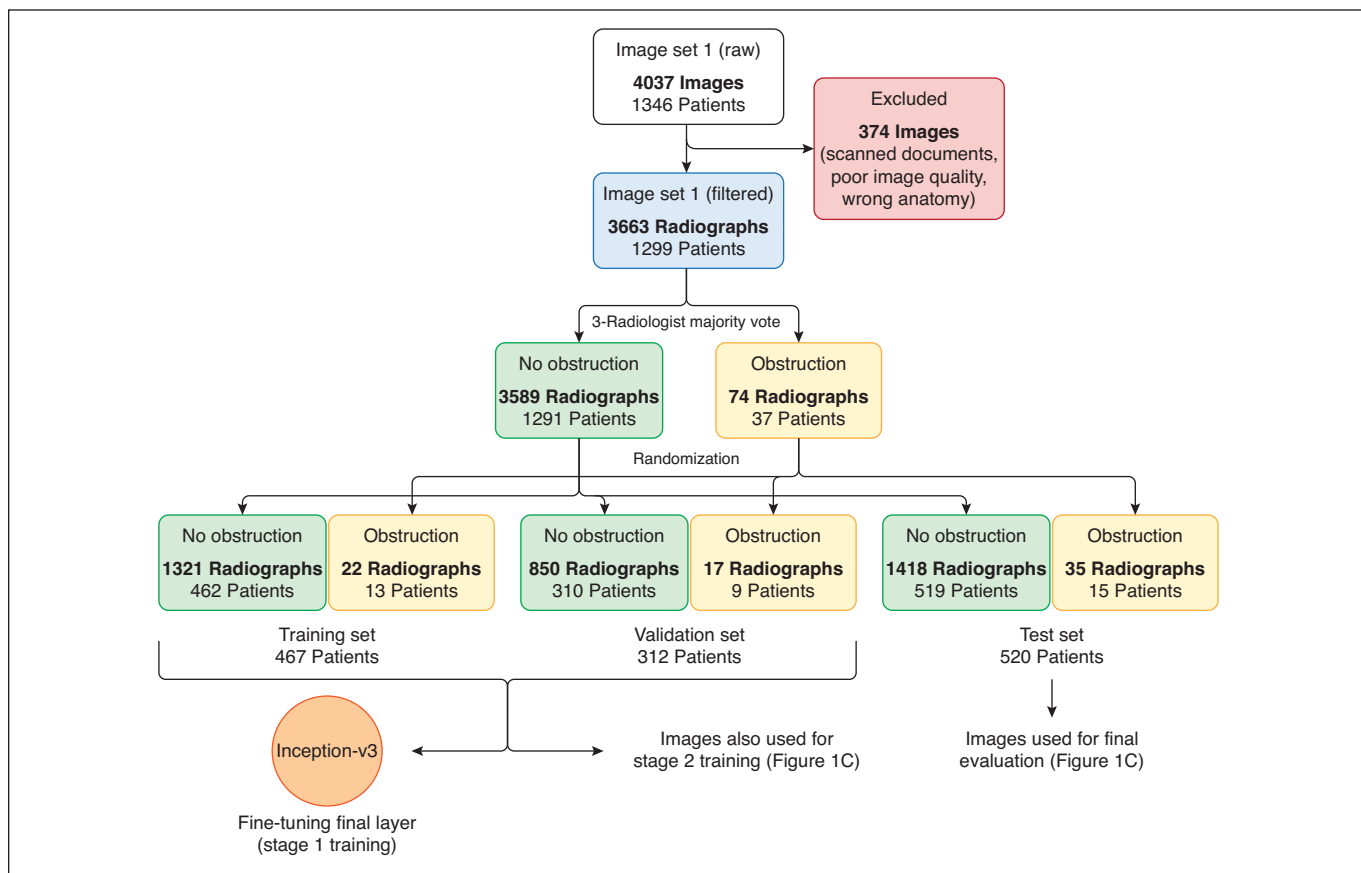 Image set 1 (raw)
4037 Images
1346 Patients
Excluded
374 Images
(scanned documents,
poor image quality,
wrong anatomy)
Image set 1 (filtered)
3663 Radiographs
1299 Patients
3-Radiologist majority vote
No obstruction
3589 Radiographs
1291 Patients
Obstruction
74 Radiographs
37 Patients
Randomization
No obstruction
1321 Radiographs
462 Patients
Obstruction
22 Radiographs
13 Patients
No obstruction
850 Radiographs
310 Patients
Obstruction
17 Radiographs
9 Patients
No obstruction
1418 Radiographs
519 Patients
Obstruction
35 Radiographs
15 Patients
Training set
467 Patients
Validation set
312 Patients
Test set
520 Patients
Inception-v3
Images also used for
stage 2 training (Figure 1C)
Images used for final
evaluation (Figure 1C)
Fine-tuning final layer
(stage 1 training)